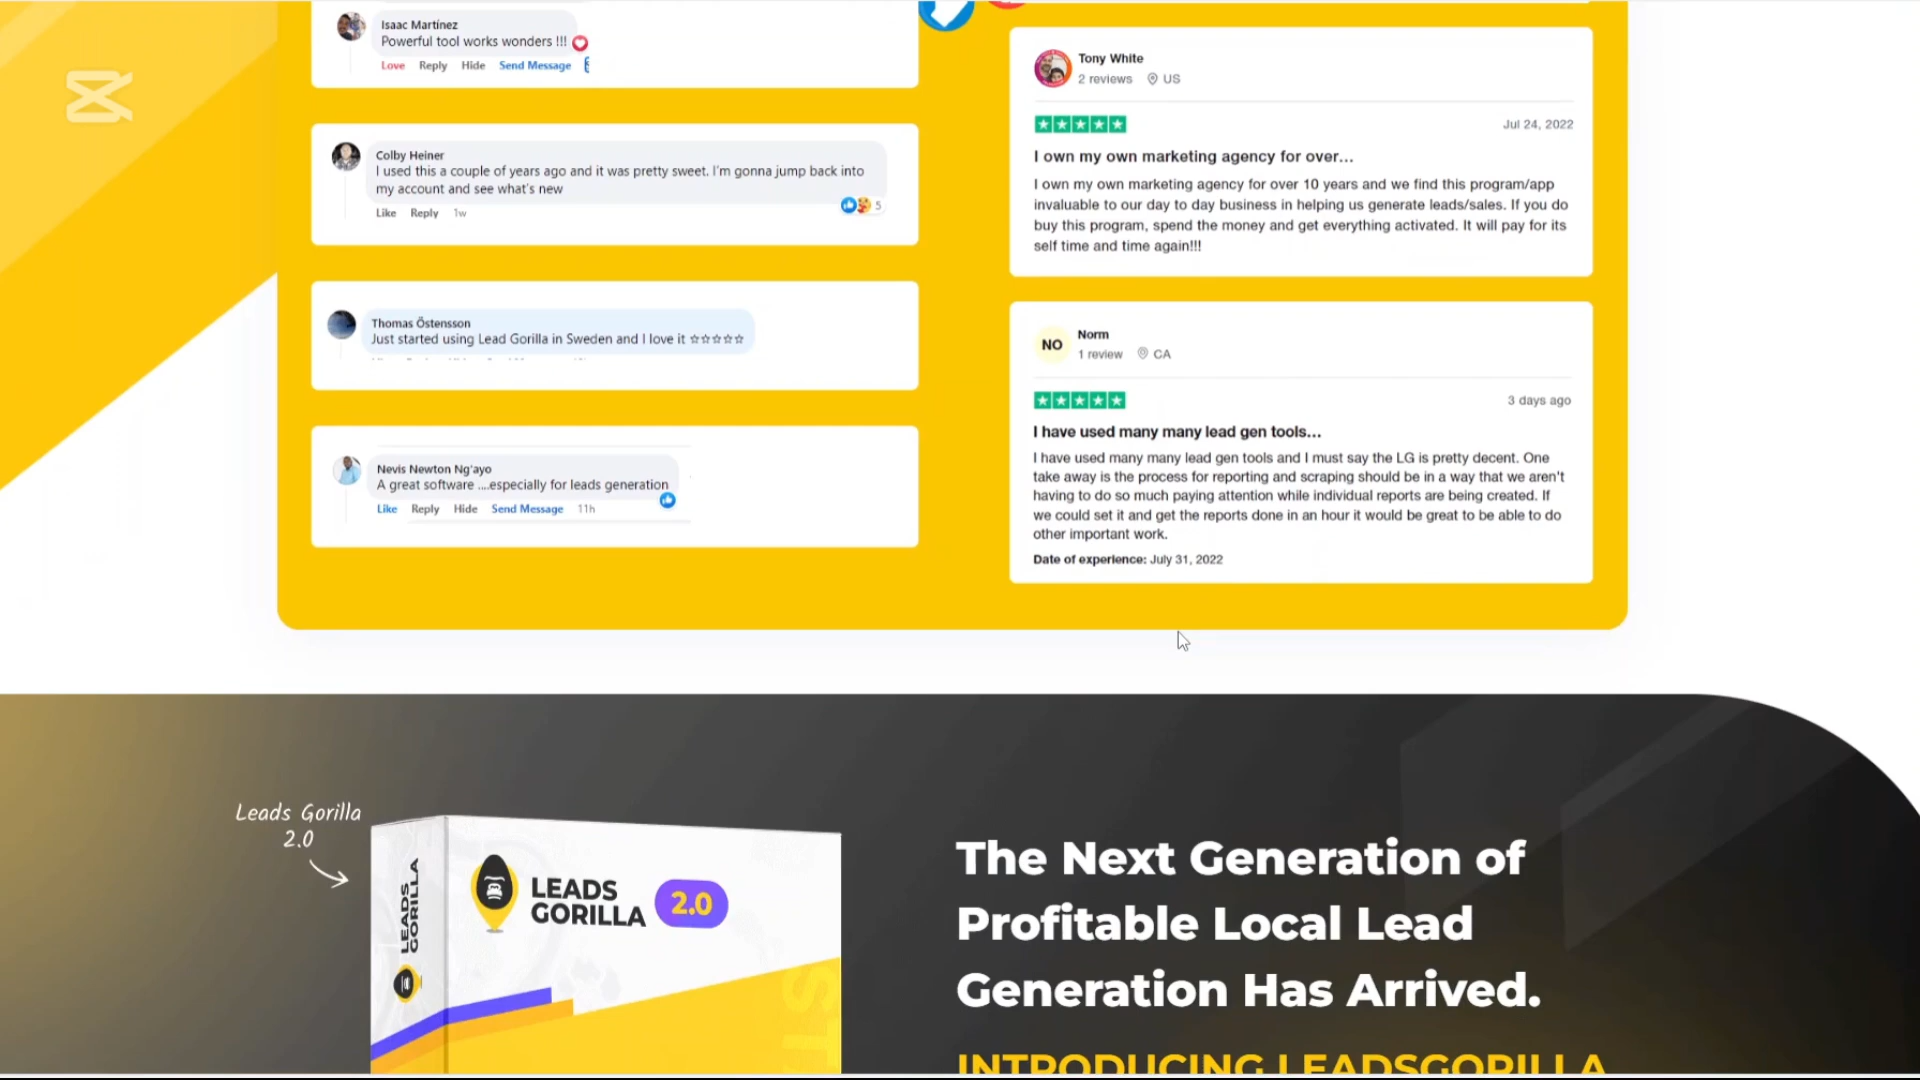 Isaac Martínez
Powerful tool works wonders !!!
Love Reply Hide Send Message
Colby Heiner
I used this a couple of years ago and it was pretty sweet. I'm gonna jump back into
my account and see what's new
Like Reply 1w
5
Thomas Östensson
Just started using Lead Gorilla in Sweden and I love it ☆☆☆☆☆
Nevis Newton Ng'ayo
A great software ....especially for leads generation
Like Reply Hide Send Message 11h
Tony White
2 reviews US
Jul 24, 2022
I own my own marketing agency for over...
I own my own marketing agency for over 10 years and we find this program/app
invaluable to our day to day business in helping us generate leads/sales. If you do
buy this program, spend the money and get everything activated. It will pay for its
self time and time again!!!
NO
Norm
1 review CA
3 days ago
I have used many many lead gen tools...
I have used many many lead gen tools and I must say the LG is pretty decent. One
take away is the process for reporting and scraping should be in a way that we aren't
having to do so much paying attention while individual reports are being created. If
we could set it and get the reports done in an hour it would be great to be able to do
other important work.
Date of experience: July 31, 2022
Leads Gorilla
2.0
LEADS
GORILLA
LEADS
GORILLA
2.0
The Next Generation of
Profitable Local Lead
Generation Has Arrived.
INTRODUCING LEADSGORILLA